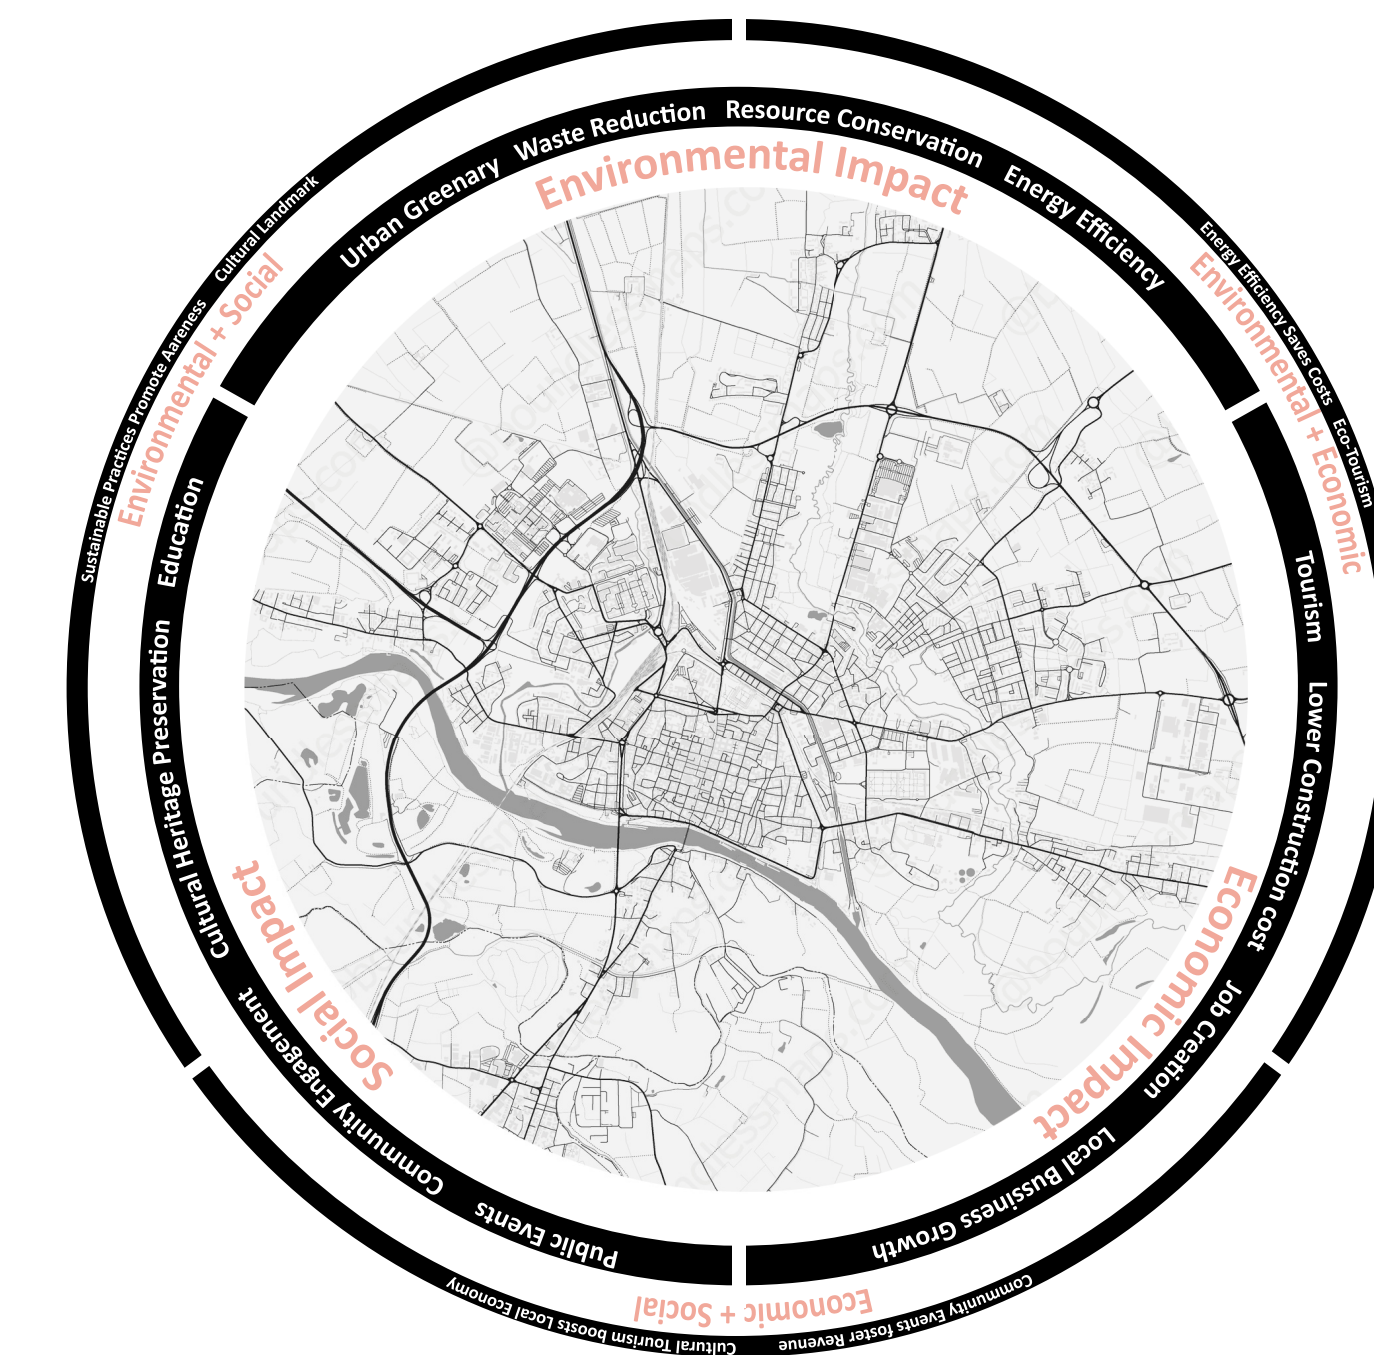 Cultural Landmark
Sustainable Practices Promote Aareness
Environmental + Social
Energy Efficiency Saves Costs
Eco-Tourism
Environmental + Economic
Urban Greenary
Waste Reduction
Resource Conservation
Energy Efficiency
Environmental Impact
Tourism
Lower Construction cost
Job Creation
Local Bussiness Growth
Economic Impact
Education
Cultural Heritage Preservation
Community Engagement
Public Events
Social Impact
Economic + Social
Community Events foster Revenue
Cultural Tourism boosts Local Economy